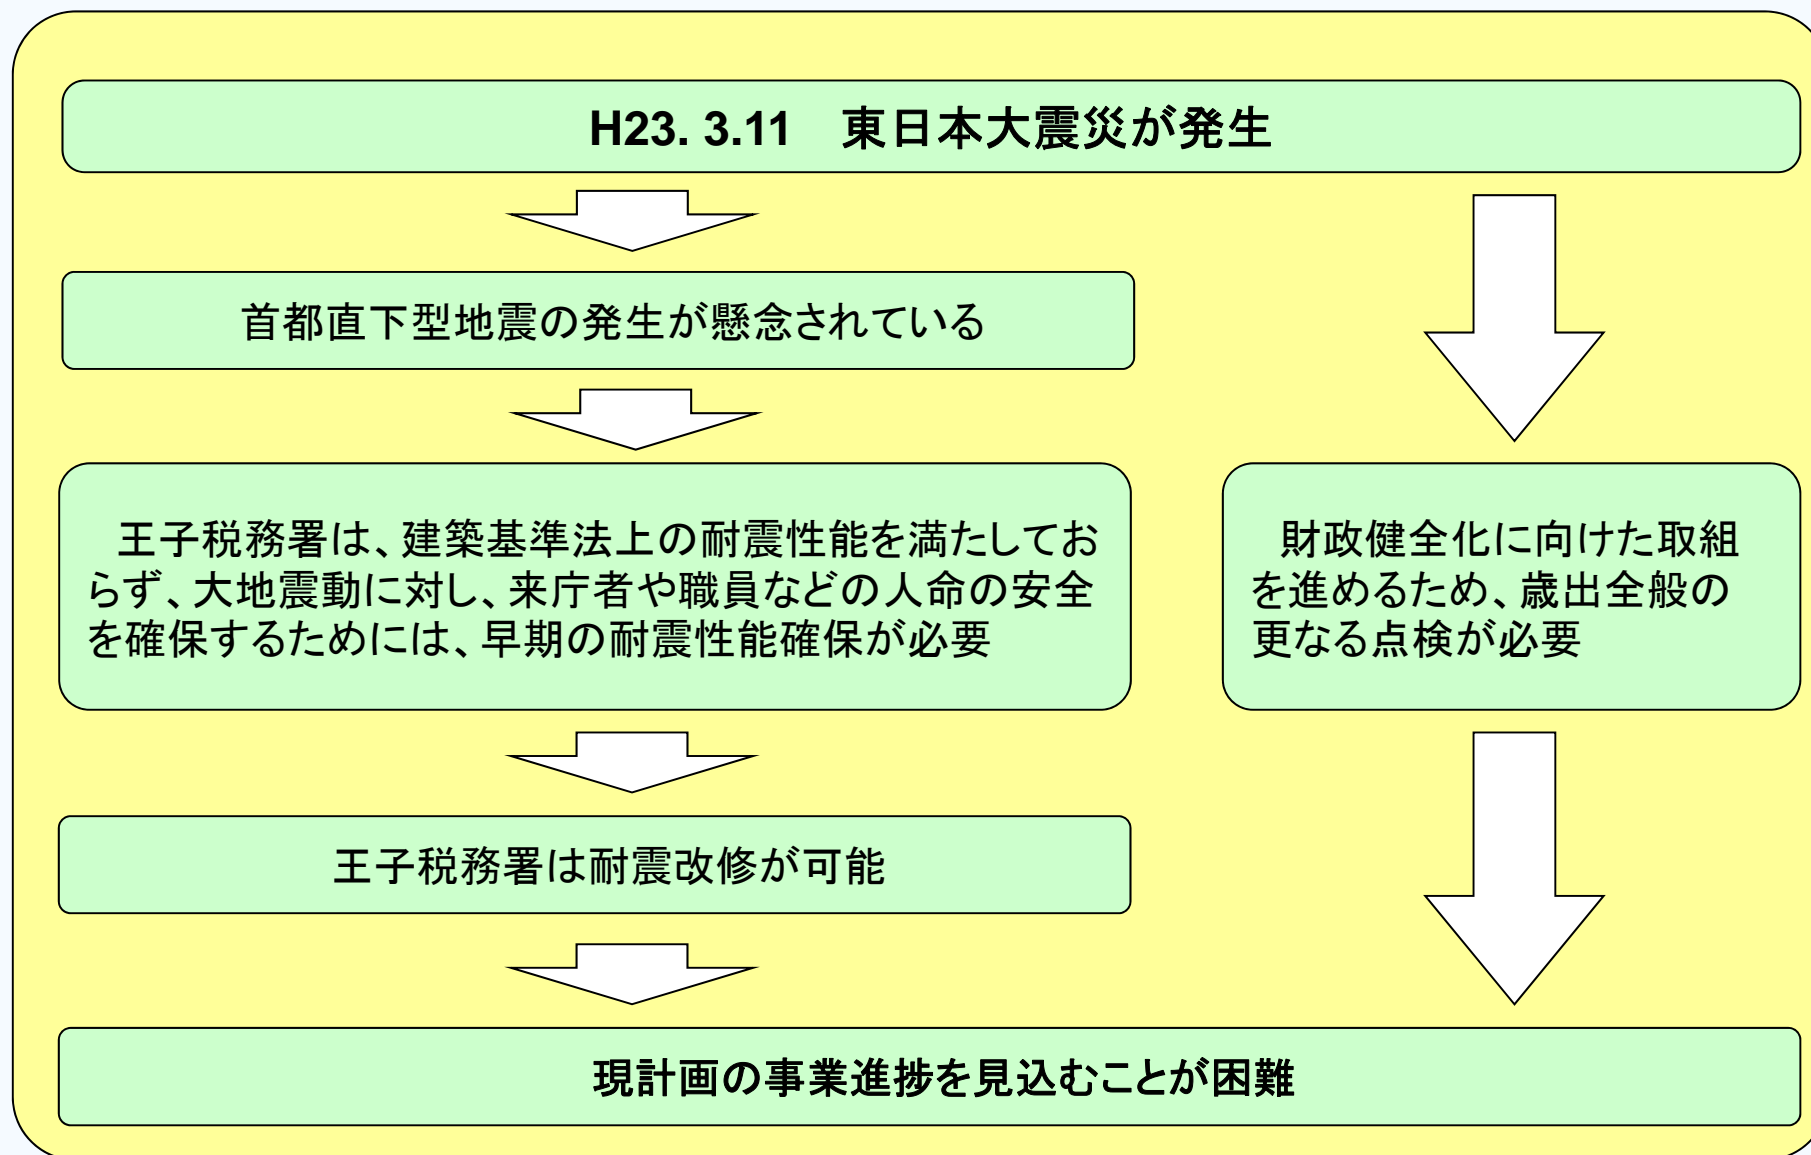 H23. 3.11　東日本大震災が発生
首都直下型地震の発生が懸念されている
王子税務署は、建築基準法上の耐震性能を満たしてお
らず、大地震動に対し、来庁者や職員などの人命の安全
を確保するためには、早期の耐震性能確保が必要
財政健全化に向けた取組
を進めるため、歳出全般の
更なる点検が必要
王子税務署は耐震改修が可能
現計画の事業進捗を見込むことが困難